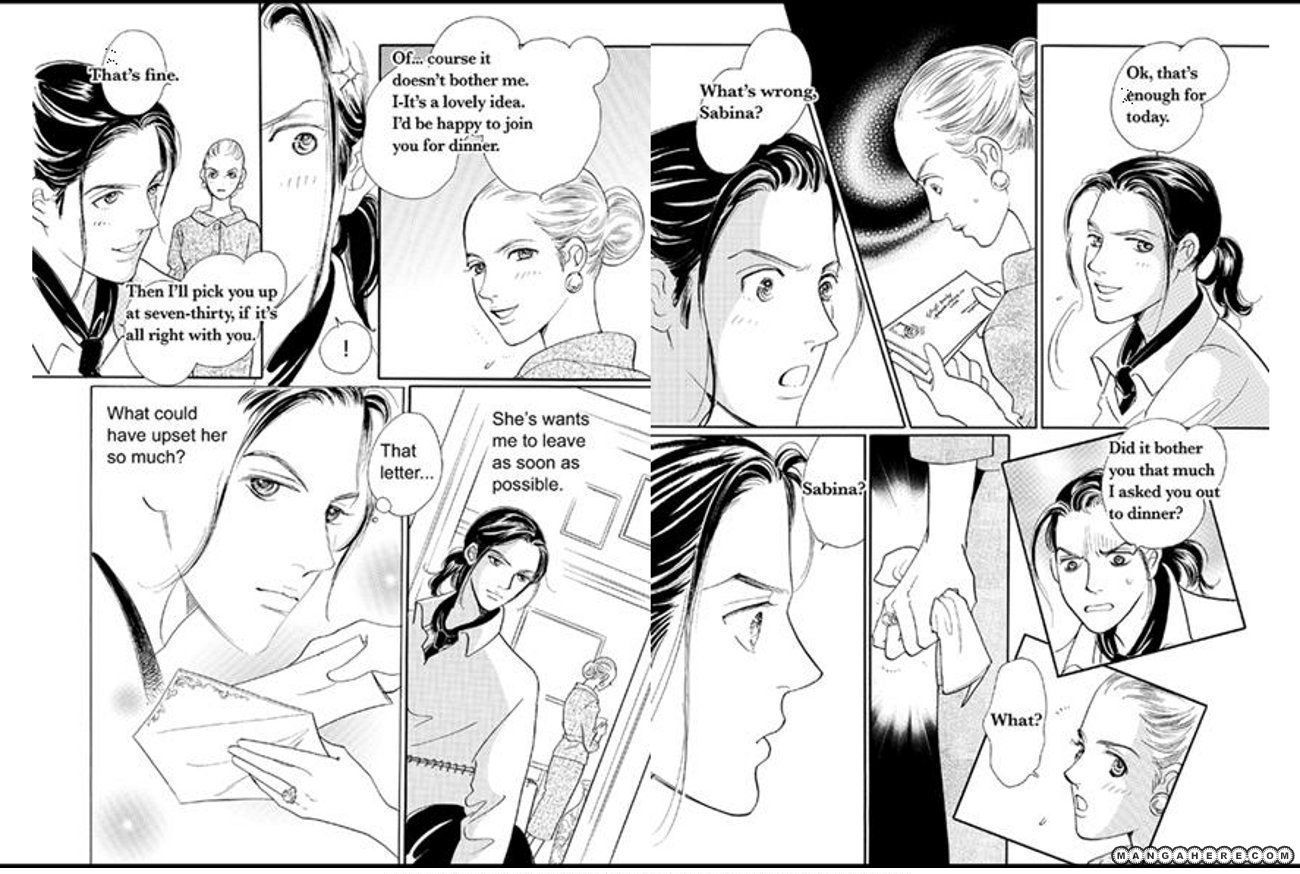 Ok, that's
enough for
today.
What's wrong,
Sabina?
Did it bother
you that much
I asked you out
to dinner?
What?
Sabina?
Of... course it
doesn't bother me.
I-It's a lovely idea.
I'd be happy to join
you for dinner.
!
That's fine.
Then I'll pick you up
at seven-thirty, if it's
all right with you.
She's wants
me to leave
as soon as
possible.
That
letter...
What could
have upset her
so much?
MANGAHERE.COM